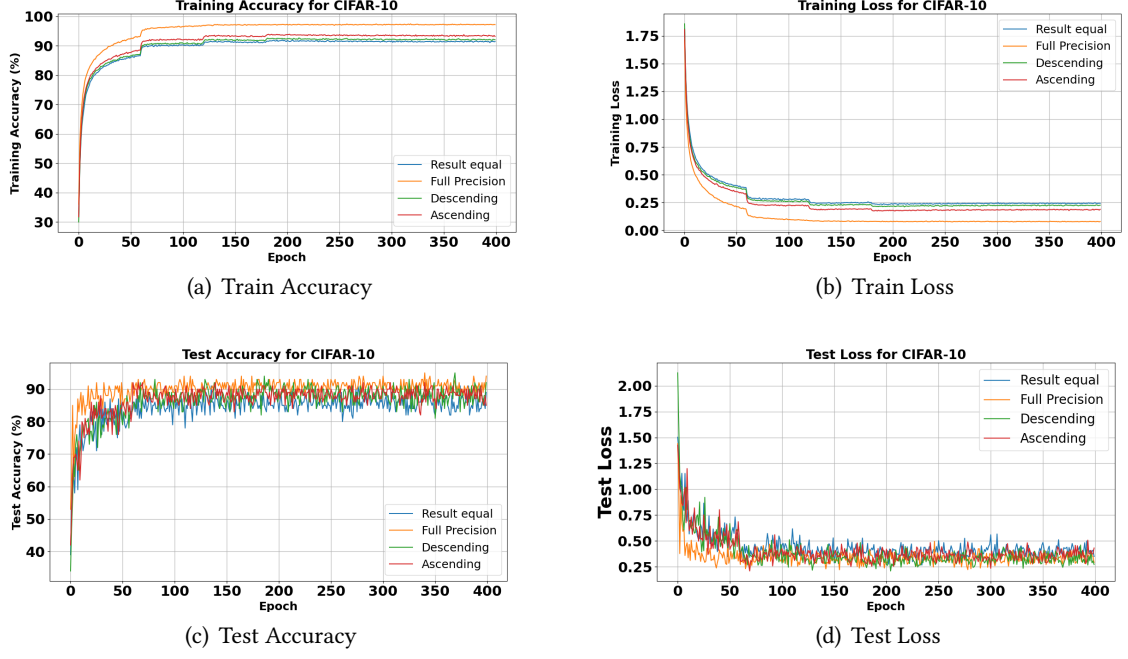 Training Accuracy for CIFAR-10
100
90
80
70
60
50
40
30
Training Accuracy (%)
Result equal
Full Precision
Descending
Ascending
0 50 100 150 200 250 300 350 400
Epoch
(a) Train Accuracy
Training Loss for CIFAR-10
1.75
1.50
1.25
1.00
0.75
0.50
0.25
0.00
Training Loss
Result equal
Full Precision
Descending
Ascending
0 50 100 150 200 250 300 350 400
Epoch
(b) Train Loss
Test Accuracy for CIFAR-10
90
80
70
60
50
40
Test Accuracy (%)
Result equal
Full Precision
Descending
Ascending
0 50 100 150 200 250 300 350 400
Epoch
(c) Test Accuracy
Test Loss for CIFAR-10
2.00
1.75
1.50
1.25
1.00
0.75
0.50
0.25
Test Loss
Result equal
Full Precision
Descending
Ascending
0 50 100 150 200 250 300 350 400
Epoch
(d) Test Loss